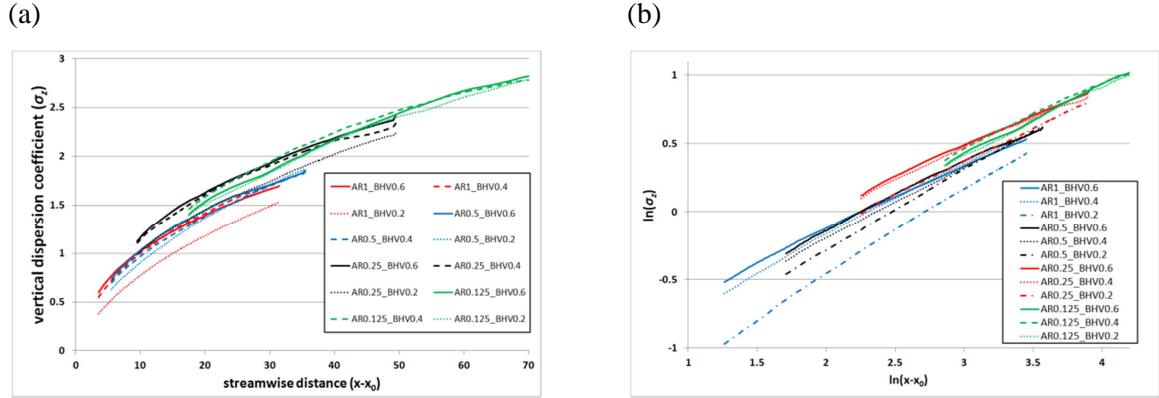 (a)
(b)
vertical dispersion coefficient (σz)
3
2.5
2
1.5
1
0.5
0
0 10 20 30 40 50 60 70
streamwise distance (x-x0)
AR1_BHV0.6 AR1_BHV0.4
AR1_BHV0.2 AR0.5_BHV0.6
AR0.5_BHV0.4 AR0.5_BHV0.2
AR0.25_BHV0.6 AR0.25_BHV0.4
AR0.25_BHV0.2 AR0.125_BHV0.6
AR0.125_BHV0.4 AR0.125_BHV0.2
ln(σz)
1
0.5
0
-0.5
-1
1 1.5 2 2.5 3 3.5 4
ln(x-x0)
AR1_BHV0.6
AR1_BHV0.4
AR1_BHV0.2
AR0.5_BHV0.6
AR0.5_BHV0.4
AR0.5_BHV0.2
AR0.25_BHV0.6
AR0.25_BHV0.4
AR0.25_BHV0.2
AR0.125_BHV0.6
AR0.125_BHV0.4
AR0.125_BHV0.2